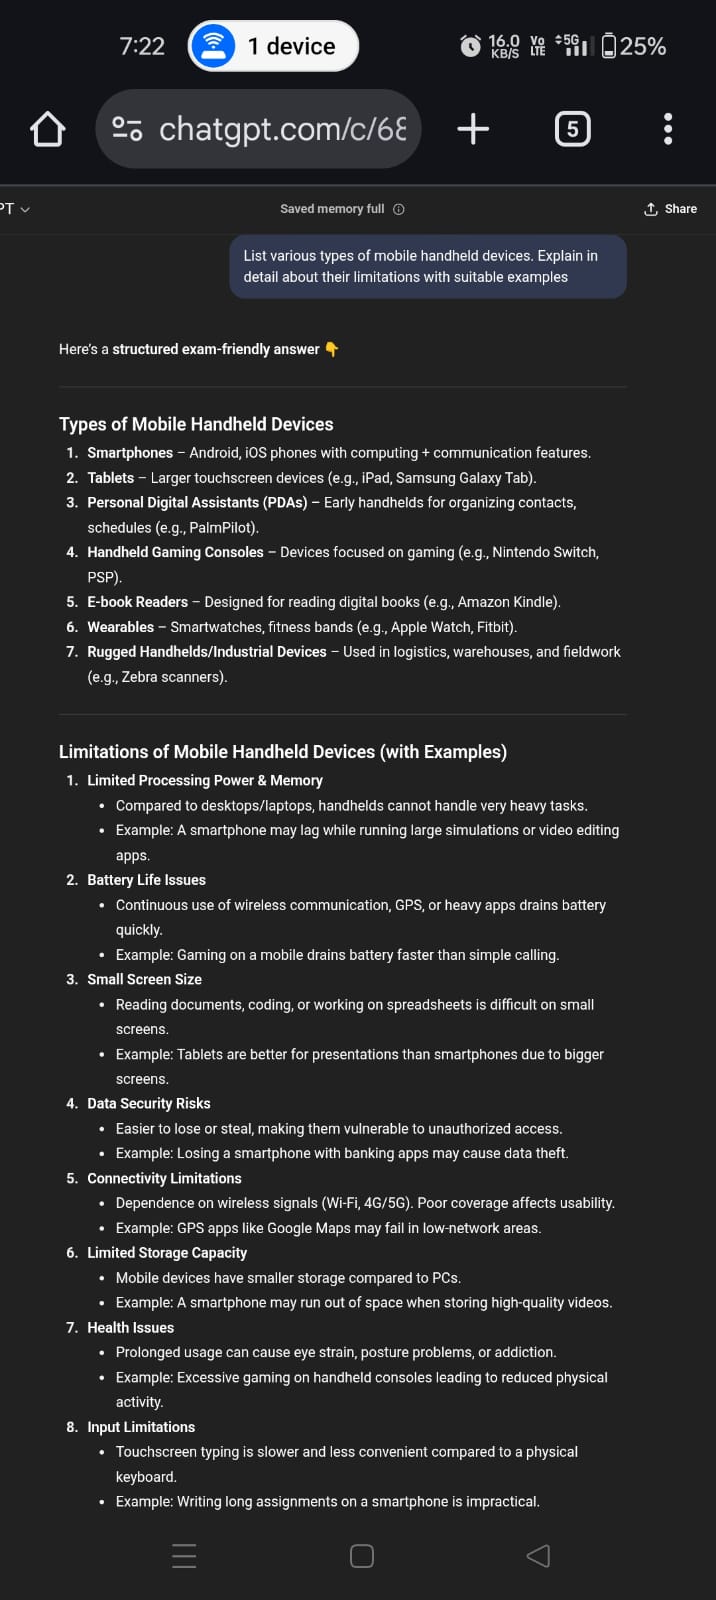 7:22
1 device
16.0 KB/S
Vo LTE
5G
25%
chatgpt.com/c/68
5
PT
Saved memory full
Share
List various types of mobile handheld devices. Explain in
detail about their limitations with suitable examples
Here's a structured exam-friendly answer 👇
Types of Mobile Handheld Devices
1. Smartphones – Android, iOS phones with computing + communication features.
2. Tablets – Larger touchscreen devices (e.g., iPad, Samsung Galaxy Tab).
3. Personal Digital Assistants (PDAs) – Early handhelds for organizing contacts,
schedules (e.g., PalmPilot).
4. Handheld Gaming Consoles – Devices focused on gaming (e.g., Nintendo Switch,
PSP).
5. E-book Readers – Designed for reading digital books (e.g., Amazon Kindle).
6. Wearables – Smartwatches, fitness bands (e.g., Apple Watch, Fitbit).
7. Rugged Handhelds/Industrial Devices – Used in logistics, warehouses, and fieldwork
(e.g., Zebra scanners).
Limitations of Mobile Handheld Devices (with Examples)
1. Limited Processing Power & Memory
• Compared to desktops/laptops, handhelds cannot handle very heavy tasks.
• Example: A smartphone may lag while running large simulations or video editing
apps.
2. Battery Life Issues
• Continuous use of wireless communication, GPS, or heavy apps drains battery
quickly.
• Example: Gaming on a mobile drains battery faster than simple calling.
3. Small Screen Size
• Reading documents, coding, or working on spreadsheets is difficult on small
screens.
• Example: Tablets are better for presentations than smartphones due to bigger
screens.
4. Data Security Risks
• Easier to lose or steal, making them vulnerable to unauthorized access.
• Example: Losing a smartphone with banking apps may cause data theft.
5. Connectivity Limitations
• Dependence on wireless signals (Wi-Fi, 4G/5G). Poor coverage affects usability.
• Example: GPS apps like Google Maps may fail in low-network areas.
6. Limited Storage Capacity
• Mobile devices have smaller storage compared to PCs.
• Example: A smartphone may run out of space when storing high-quality videos.
7. Health Issues
• Prolonged usage can cause eye strain, posture problems, or addiction.
• Example: Excessive gaming on handheld consoles leading to reduced physical
activity.
8. Input Limitations
• Touchscreen typing is slower and less convenient compared to a physical
keyboard.
• Example: Writing long assignments on a smartphone is impractical.